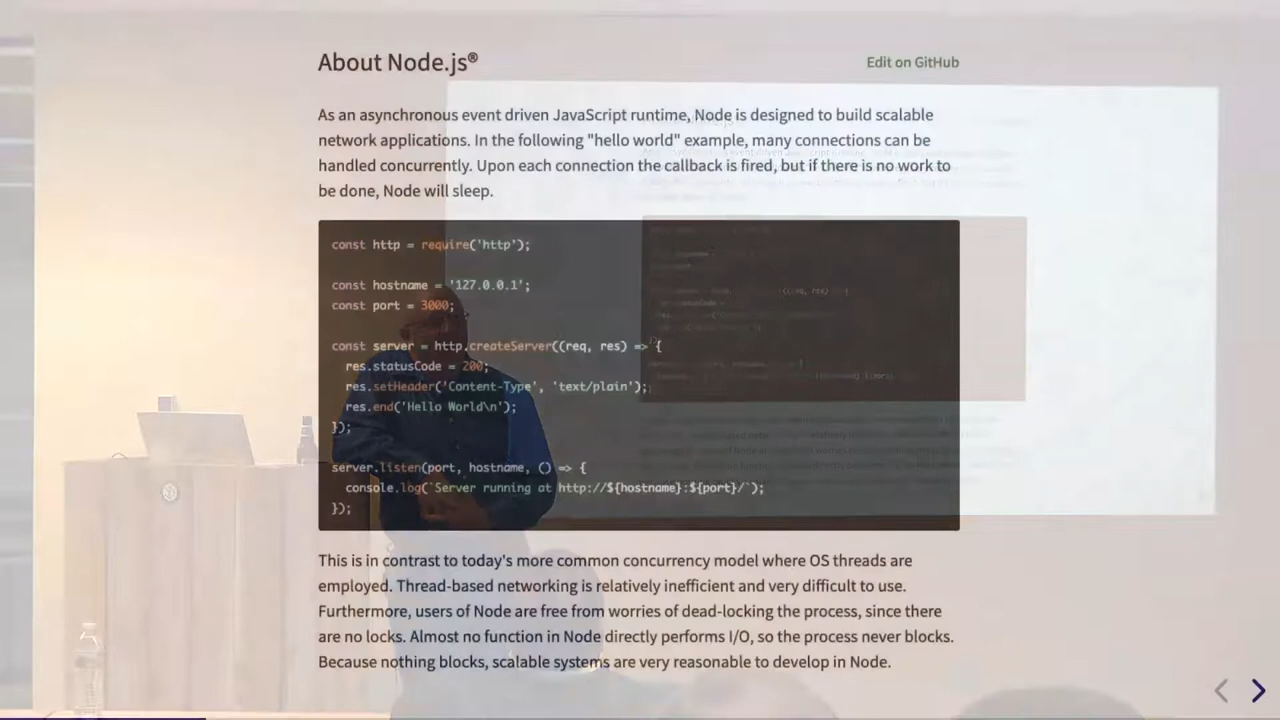 About Node.js®
Edit on GitHub
As an asynchronous event driven JavaScript runtime, Node is designed to build scalable
network applications. In the following "hello world" example, many connections can be
handled concurrently. Upon each connection the callback is fired, but if there is no work to
be done, Node will sleep.
const http = require('http');
const hostname = '127.0.0.1';
const port = 3000;
const server = http.createServer((req, res) => {
res.statusCode = 200;
res.setHeader('Content-Type', 'text/plain');
res.end('Hello World\n');
});
server.listen(port, hostname, () => {
console.log(`Server running at http://${hostname}:${port}/`);
});
This is in contrast to today's more common concurrency model where OS threads are
employed. Thread-based networking is relatively inefficient and very difficult to use.
Furthermore, users of Node are free from worries of dead-locking the process, since there
are no locks. Almost no function in Node directly performs I/O, so the process never blocks.
Because nothing blocks, scalable systems are very reasonable to develop in Node.